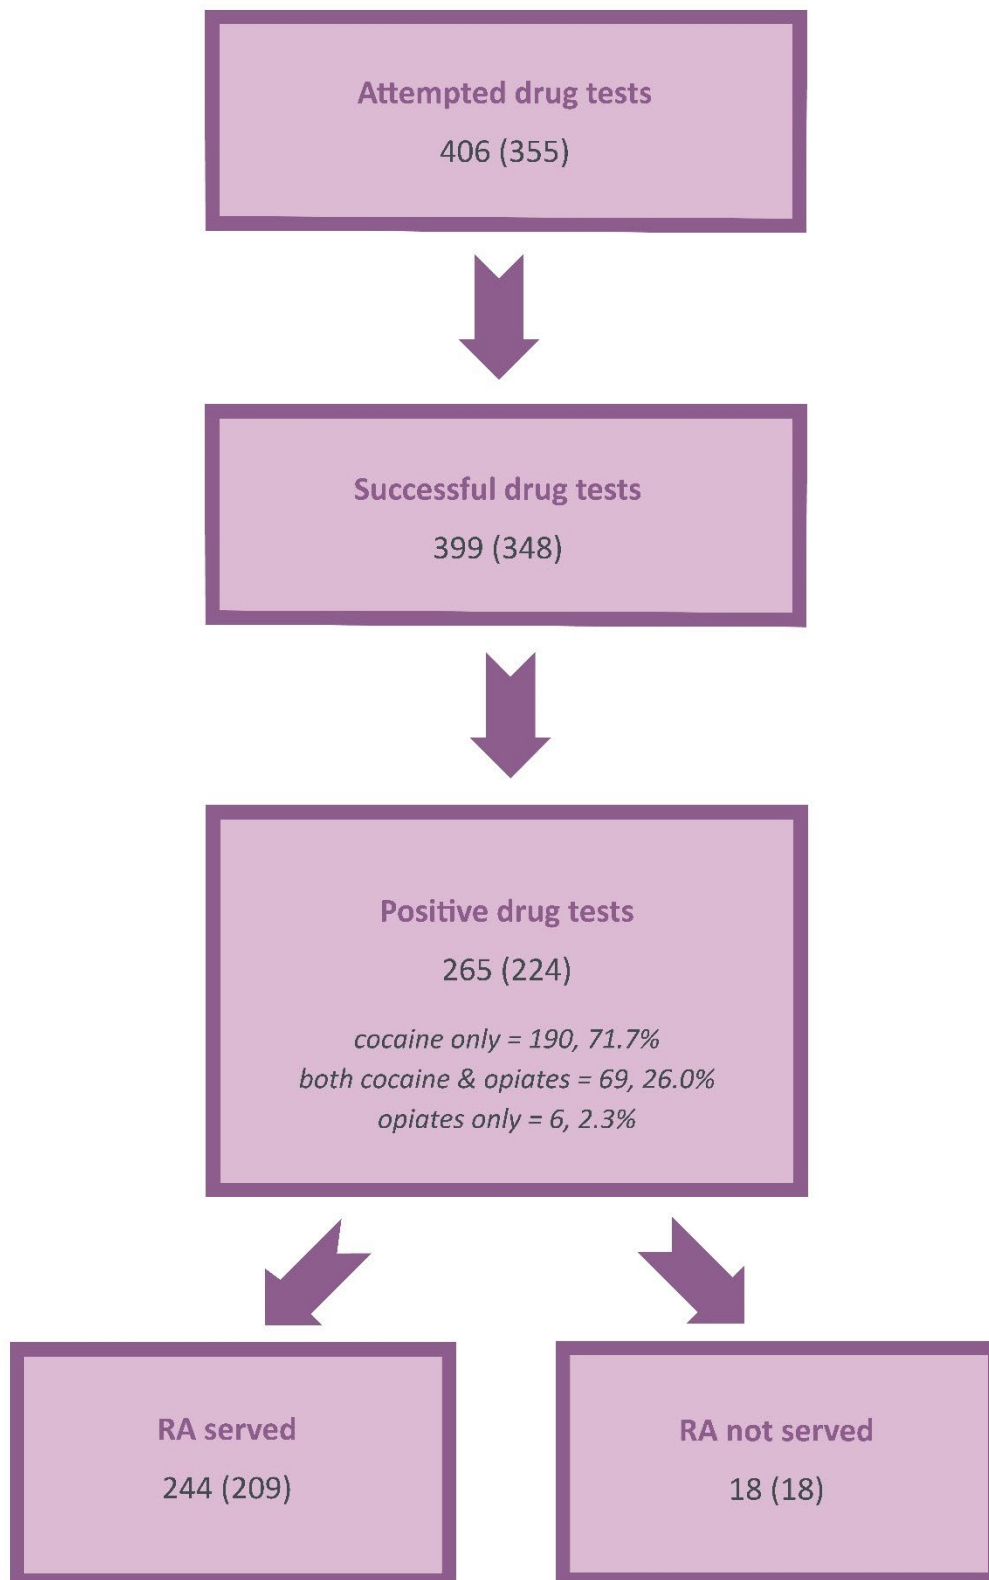 Attempted drug tests
406 (355)
Successful drug tests
399 (348)
Positive drug tests
265 (224)
cocaine only = 190, 71.7%
both cocaine & opiates = 69, 26.0%
opiates only = 6, 2.3%
RA served
244 (209)
RA not served
18 (18)